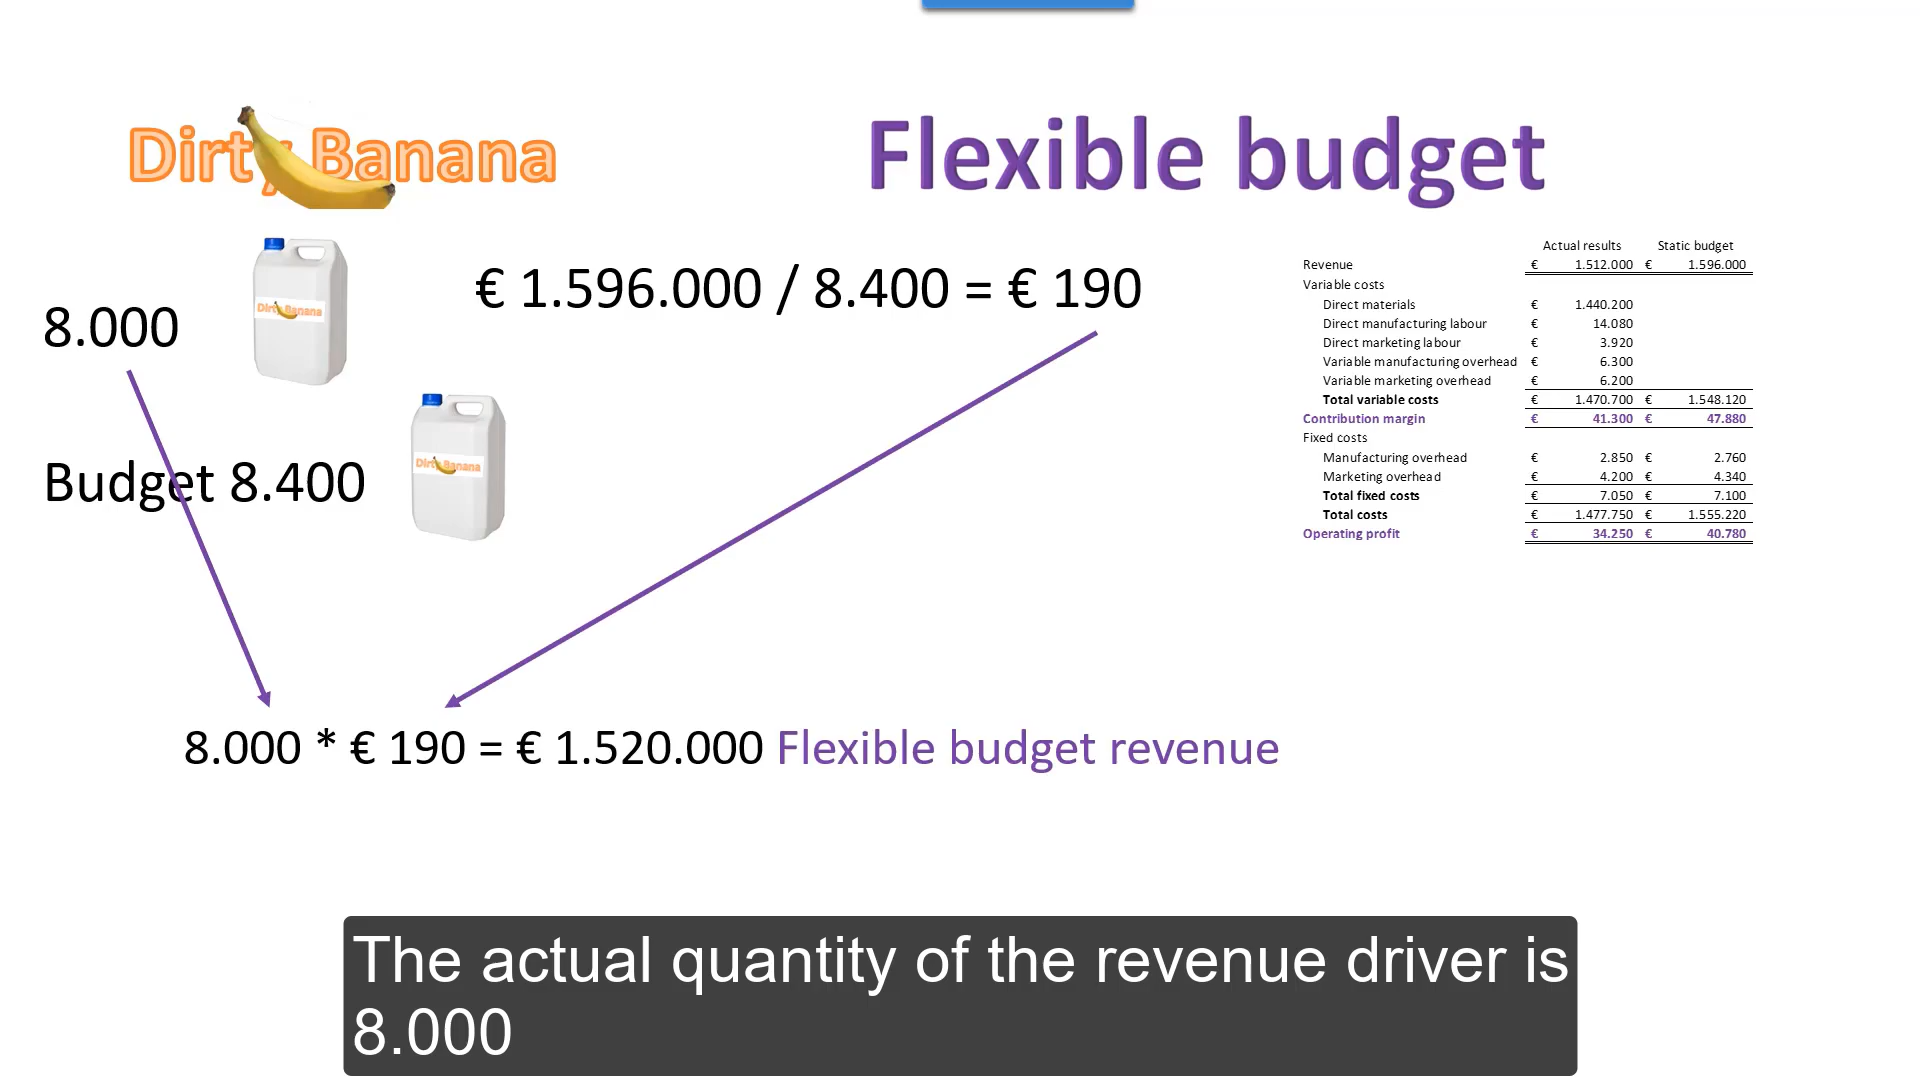 Dirty Banana
Flexible budget
8.000
Dirty Banana
€ 1.596.000 / 8.400 = € 190
Budget 8.400
Dirty Banana
Actual results Static budget
Revenue € 1.512.000 € 1.596.000
Variable costs
Direct materials € 1.440.200
Direct manufacturing labour € 14.080
Direct marketing labour € 3.920
Variable manufacturing overhead € 6.300
Variable marketing overhead € 6.200
Total variable costs € 1.470.700 € 1.548.120
Contribution margin € 41.300 € 47.880
Fixed costs
Manufacturing overhead € 2.850 € 2.760
Marketing overhead € 4.200 € 4.340
Total fixed costs € 7.050 € 7.100
Total costs € 1.477.750 € 1.555.220
Operating profit € 34.250 € 40.780
8.000 * € 190 = € 1.520.000 Flexible budget revenue
The actual quantity of the revenue driver is
8.000